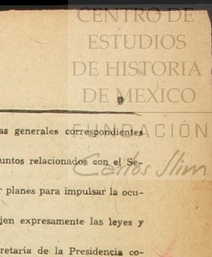 CENTRO DE
ESTUDIOS
DE HISTORIA
DE MEXICO
as generales correspondientes
FUNDACIÓN
untos relacionados con el Se-
Carlos Slim
planes para impulsar la ocu-
jen expresamente las leyes y
retaría de la Presidencia co-